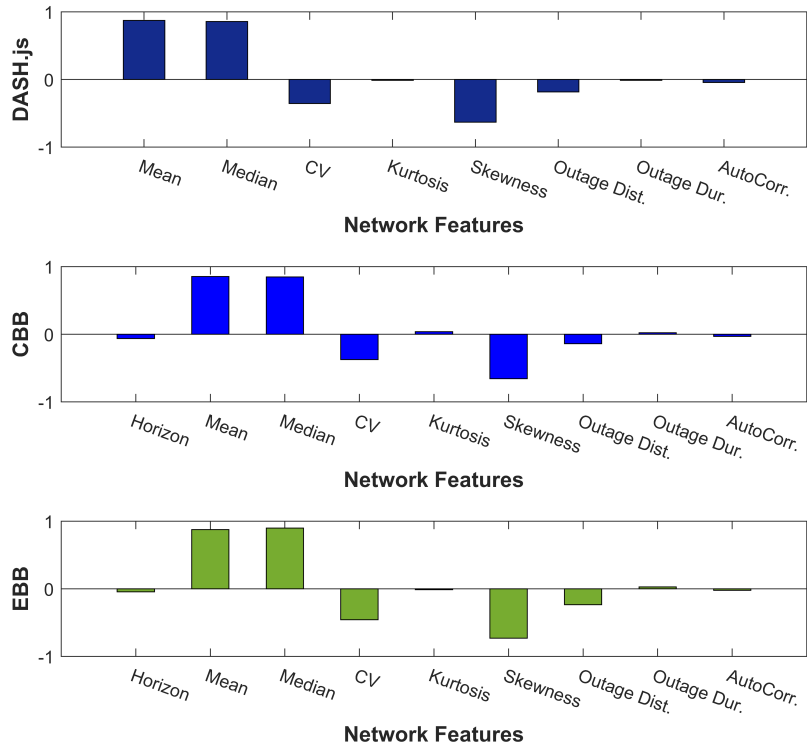 1
0
-1
DASH.js
Mean
Median
CV
Kurtosis
Skewness
Outage Dist.
Outage Dur.
AutoCorr.
Network Features
1
0
-1
CBB
Horizon
Mean
Median
CV
Kurtosis
Skewness
Outage Dist.
Outage Dur.
AutoCorr.
Network Features
1
0
-1
EBB
Horizon
Mean
Median
CV
Kurtosis
Skewness
Outage Dist.
Outage Dur.
AutoCorr.
Network Features